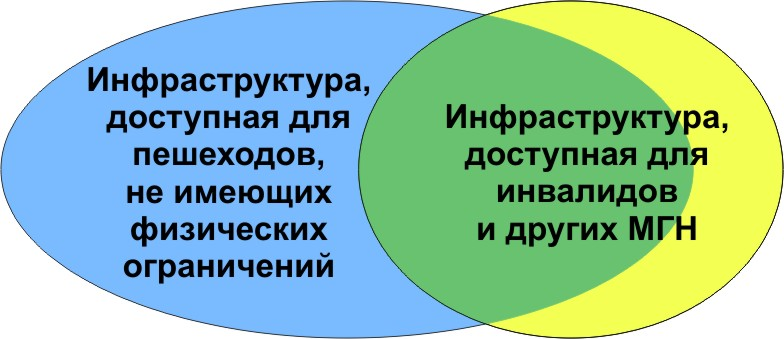 Инфраструктура,
доступная для
пешеходов,
не имеющих
физических
ограничений
Инфраструктура,
доступная для
инвалидов
и других МГН